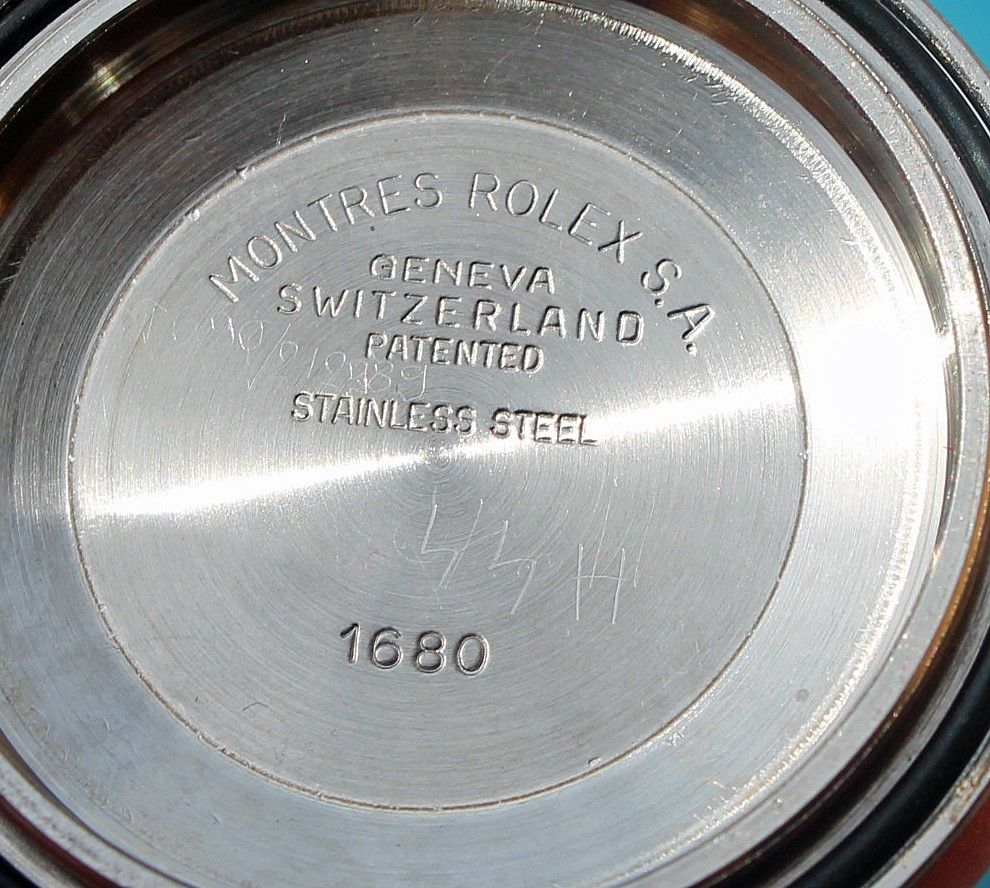 MONTRES ROLEX S.A.
GENEVA
SWITZERLAND
PATENTED
STAINLESS STEEL
1680